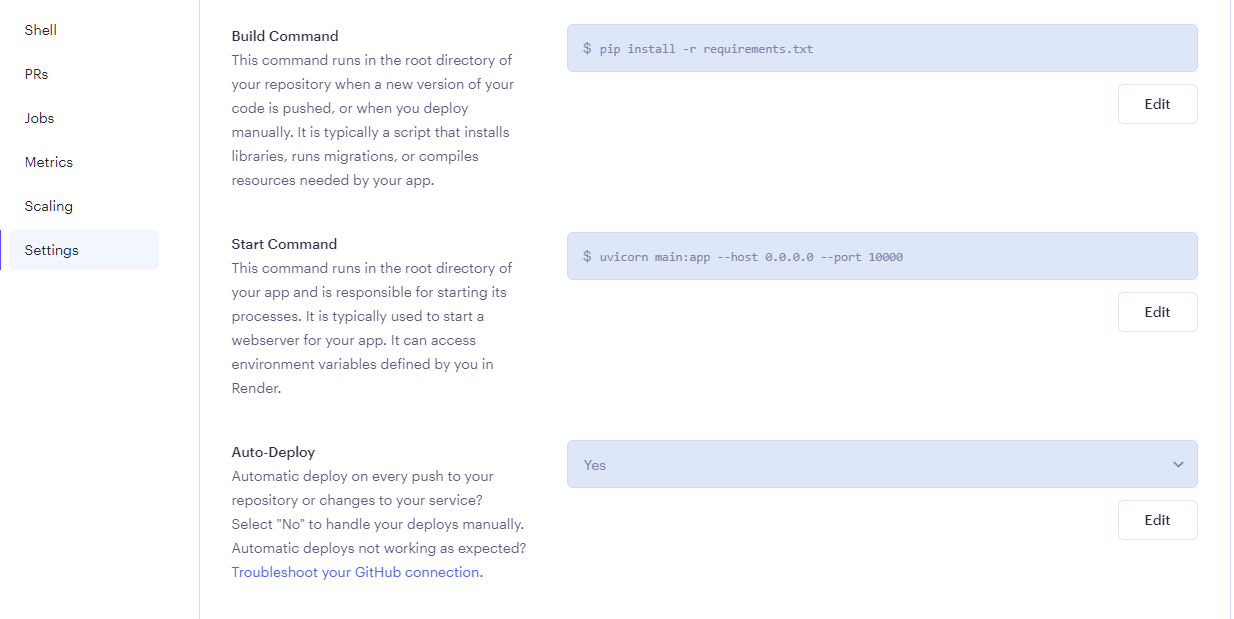 Shell
PRs
Jobs
Metrics
Scaling
Settings
Build Command
This command runs in the root directory of
your repository when a new version of your
code is pushed, or when you deploy
manually. It is typically a script that installs
libraries, runs migrations, or compiles
resources needed by your app.
$ pip install -r requirements.txt
Edit
Start Command
This command runs in the root directory of
your app and is responsible for starting its
processes. It is typically used to start a
webserver for your app. It can access
environment variables defined by you in
Render.
$ uvicorn main:app --host 0.0.0.0 --port 10000
Edit
Auto-Deploy
Automatic deploy on every push to your
repository or changes to your service?
Select "No" to handle your deploys manually.
Automatic deploys not working as expected?
Troubleshoot your GitHub connection.
Yes
Edit